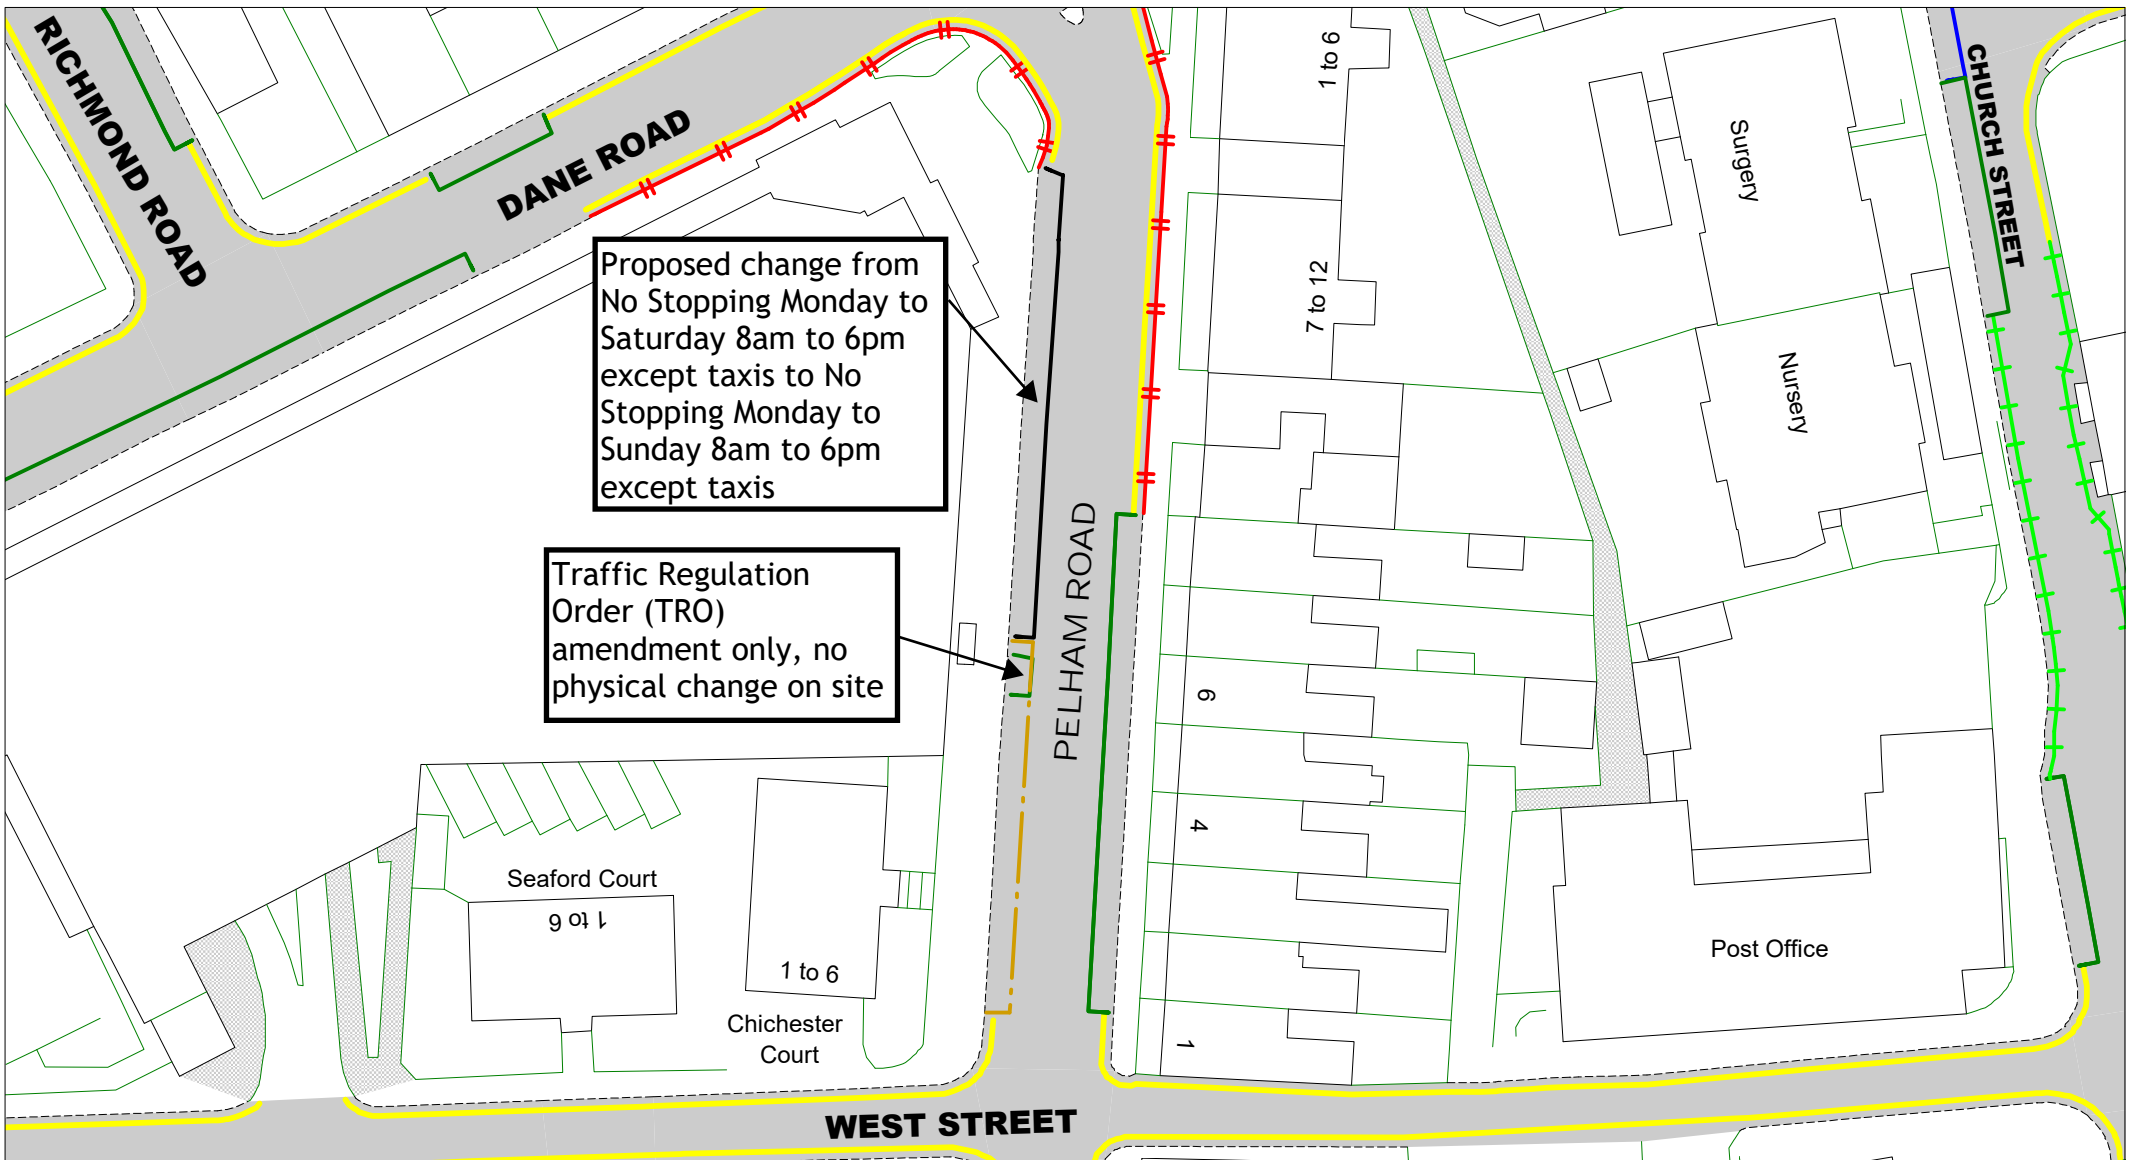 RICHMOND ROAD
DANE ROAD
1 to 6
Surgery
CHURCH STREET
Proposed change from
No Stopping Monday to
Saturday 8am to 6pm
except taxis to No
Stopping Monday to
Sunday 8am to 6pm
except taxis
7 to 12
Nursery
Traffic Regulation
Order (TRO)
amendment only, no
physical change on site
PELHAM ROAD
6
4
Seaford Court
1 to 6
1 to 6
Chichester
Court
Post Office
1
WEST STREET